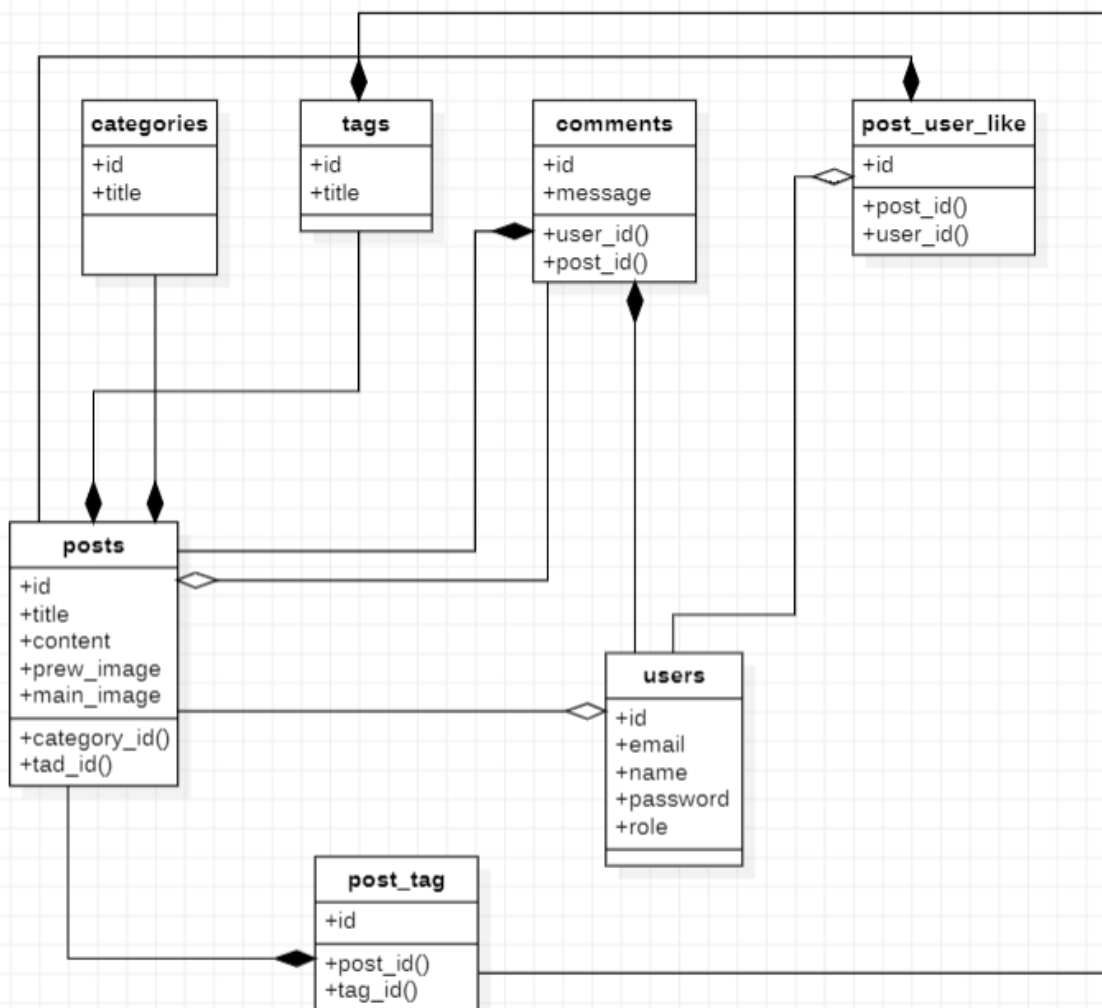 categories
+id
+title
tags
+id
+title
comments
+id
+message
+user_id()
+post_id()
post_user_like
+id
+post_id()
+user_id()
posts
+id
+title
+content
+prew_image
+main_image
+category_id()
+tad_id()
users
+id
+email
+name
+password
+role
post_tag
+id
+post_id()
+tag_id()